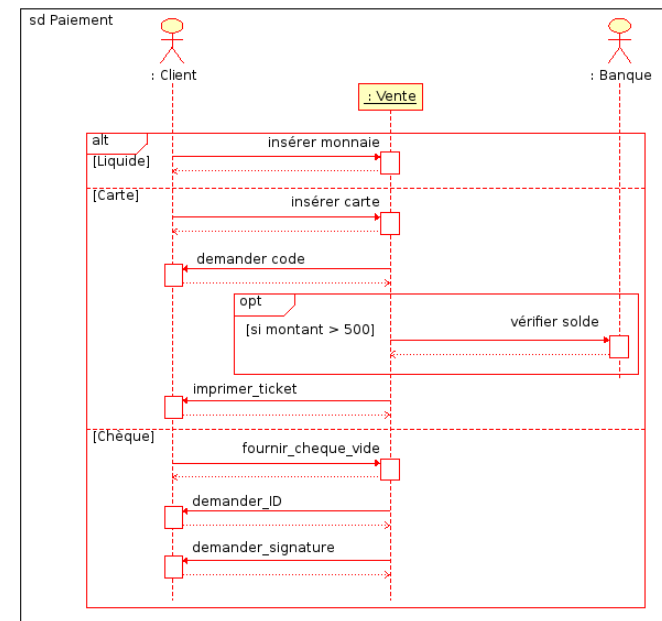 sd Paiement
: Client
: Banque
: Vente
alt
insérer monnaie
[Liquide]
[Carte]
insérer carte
demander code
opt
[si montant > 500]
vérifier solde
imprimer_ticket
[Chèque]
fournir_cheque_vide
demander_ID
demander_signature